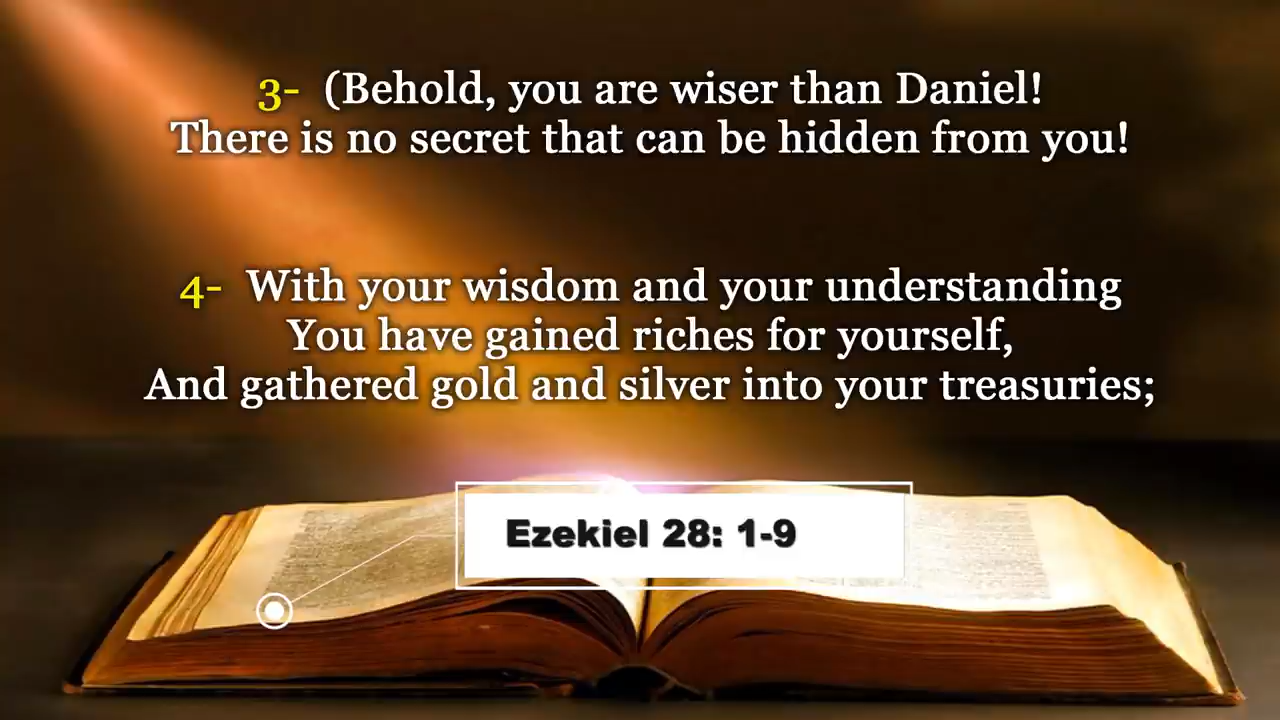 3- (Behold, you are wiser than Daniel!
There is no secret that can be hidden from you!
4- With your wisdom and your understanding
You have gained riches for yourself,
And gathered gold and silver into your treasuries;
Ezekiel 28: 1-9